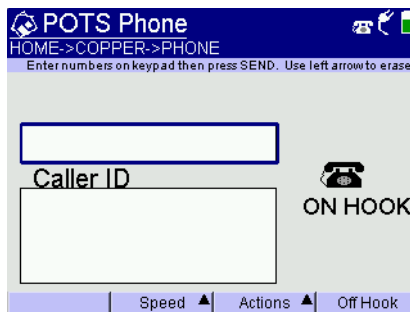 POTS Phone
HOME->COPPER->PHONE
Enter numbers on keypad then press SEND. Use left arrow to erase
Caller ID
ON HOOK
Speed Actions Off Hook